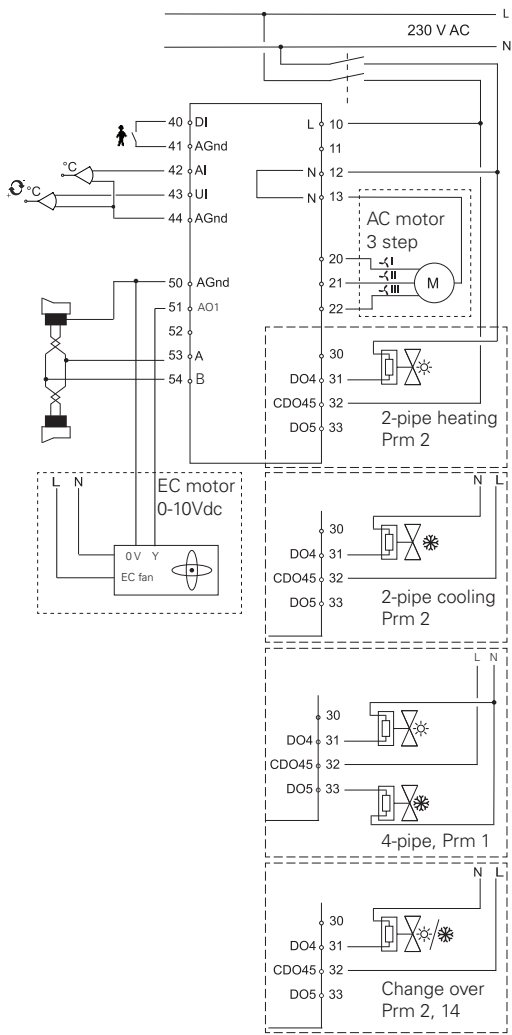 L
230 V AC
N
40 DI
L 10
41 AGnd
11
°C
42 AI
N 12
°C
43 UI
N 13
44 AGnd
AC motor
3 step
20 I
50 AGnd
21 II
M
51 AO1
22 III
52
30
53 A
DO4 31
54 B
CDO45 32
DO5 33
2-pipe heating
Prm 2
L N
EC motor
0-10Vdc
0V Y
EC fan
N L
30
DO4 31
CDO45 32
DO5 33
2-pipe cooling
Prm 2
L N
30
DO4 31
CDO45 32
DO5 33
4-pipe, Prm 1
N L
30
DO4 31
CDO45 32
DO5 33
Change over
Prm 2, 14